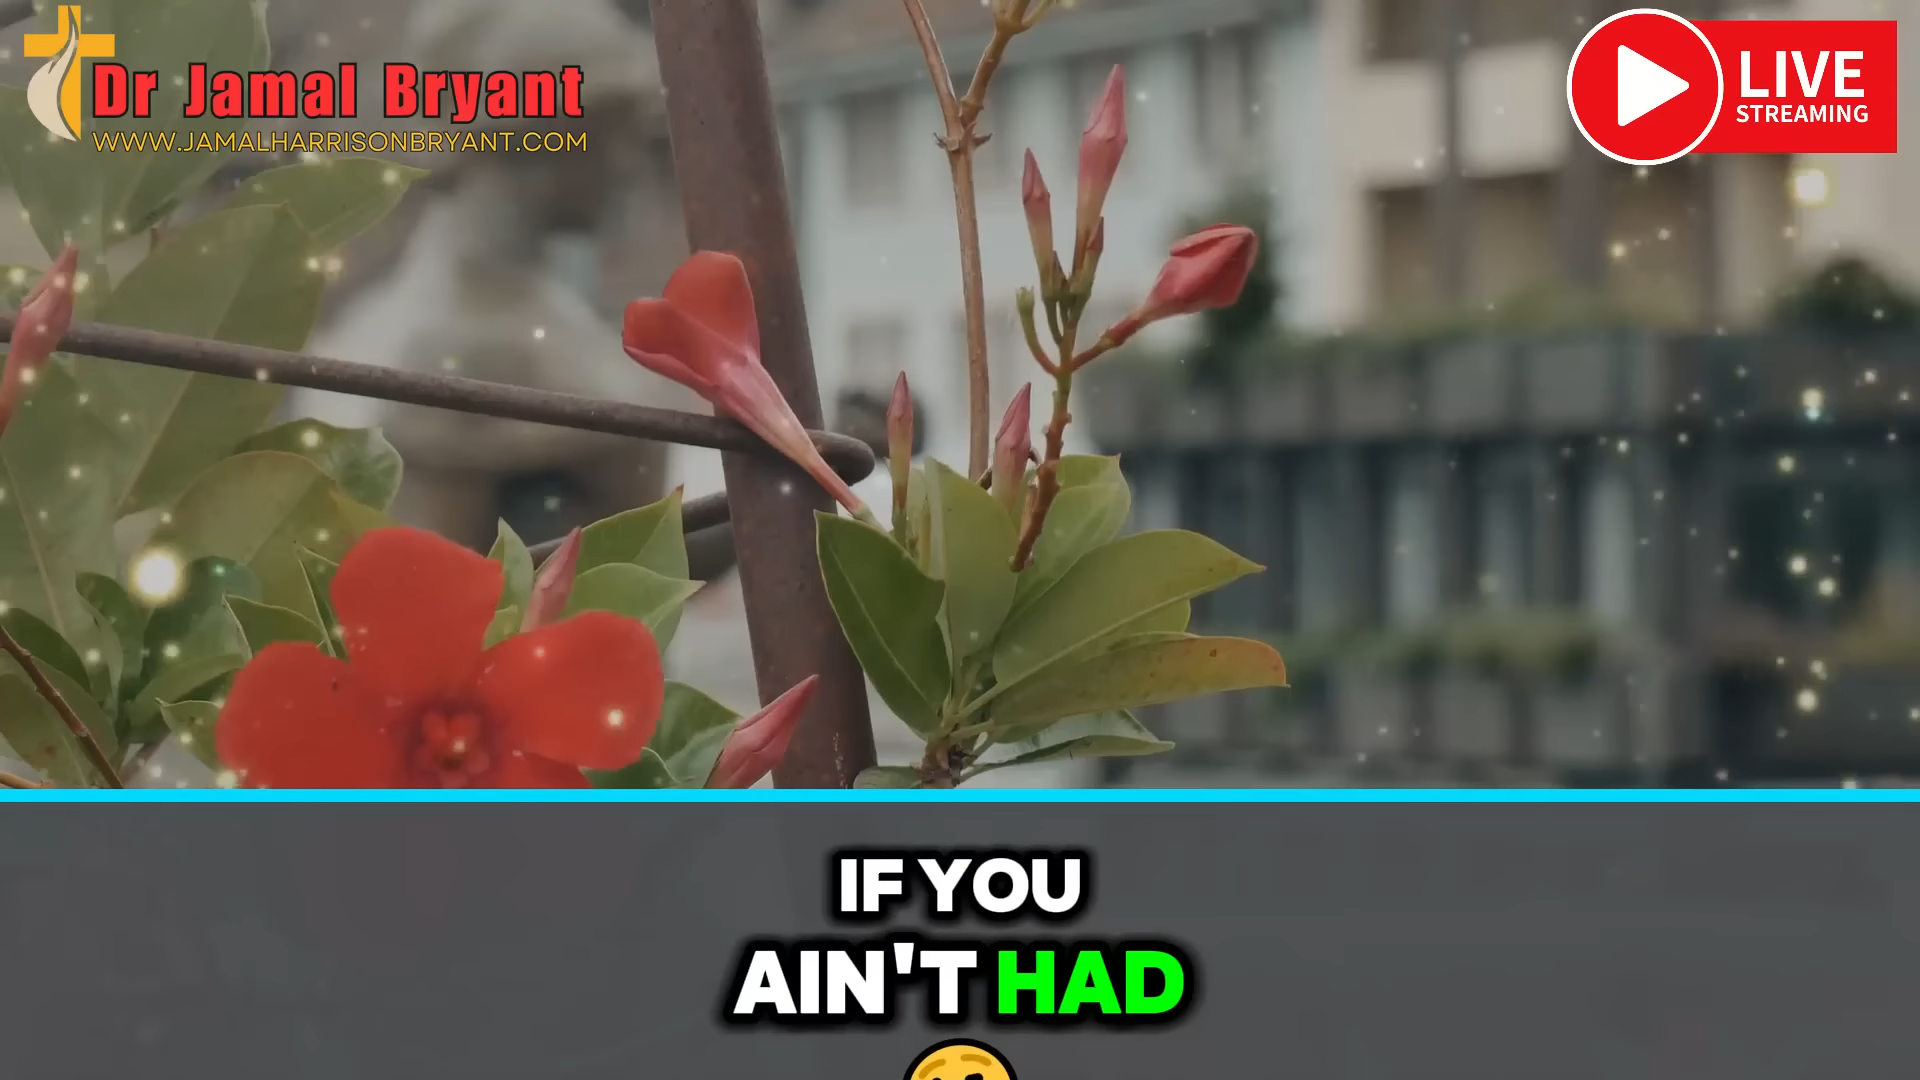 Dr Jamal Bryant
WWW.JAMALHARRISONBRYANT.COM
LIVE
STREAMING
IF YOU
AIN'T HAD